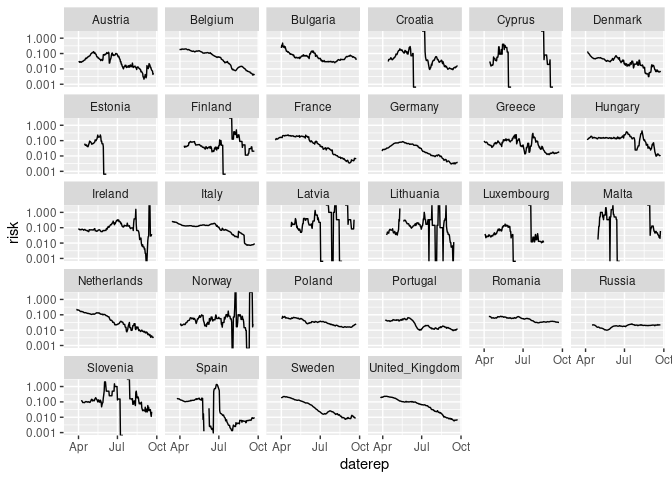 Austria Belgium Bulgaria Croatia Cyprus Denmark
1.000
0.100
0.010
0.001
Estonia Finland France Germany Greece Hungary
1.000
0.100
0.010
0.001
Ireland Italy Latvia Lithuania Luxembourg Malta
1.000
0.100
0.010
0.001
risk
Netherlands Norway Poland Portugal Romania Russia
1.000
0.100
0.010
0.001
Apr Jul Oct Apr Jul Oct
Slovenia Spain Sweden United_Kingdom
1.000
0.100
0.010
0.001
Apr Jul Oct Apr Jul Oct Apr Jul Oct Apr Jul Oct
daterep